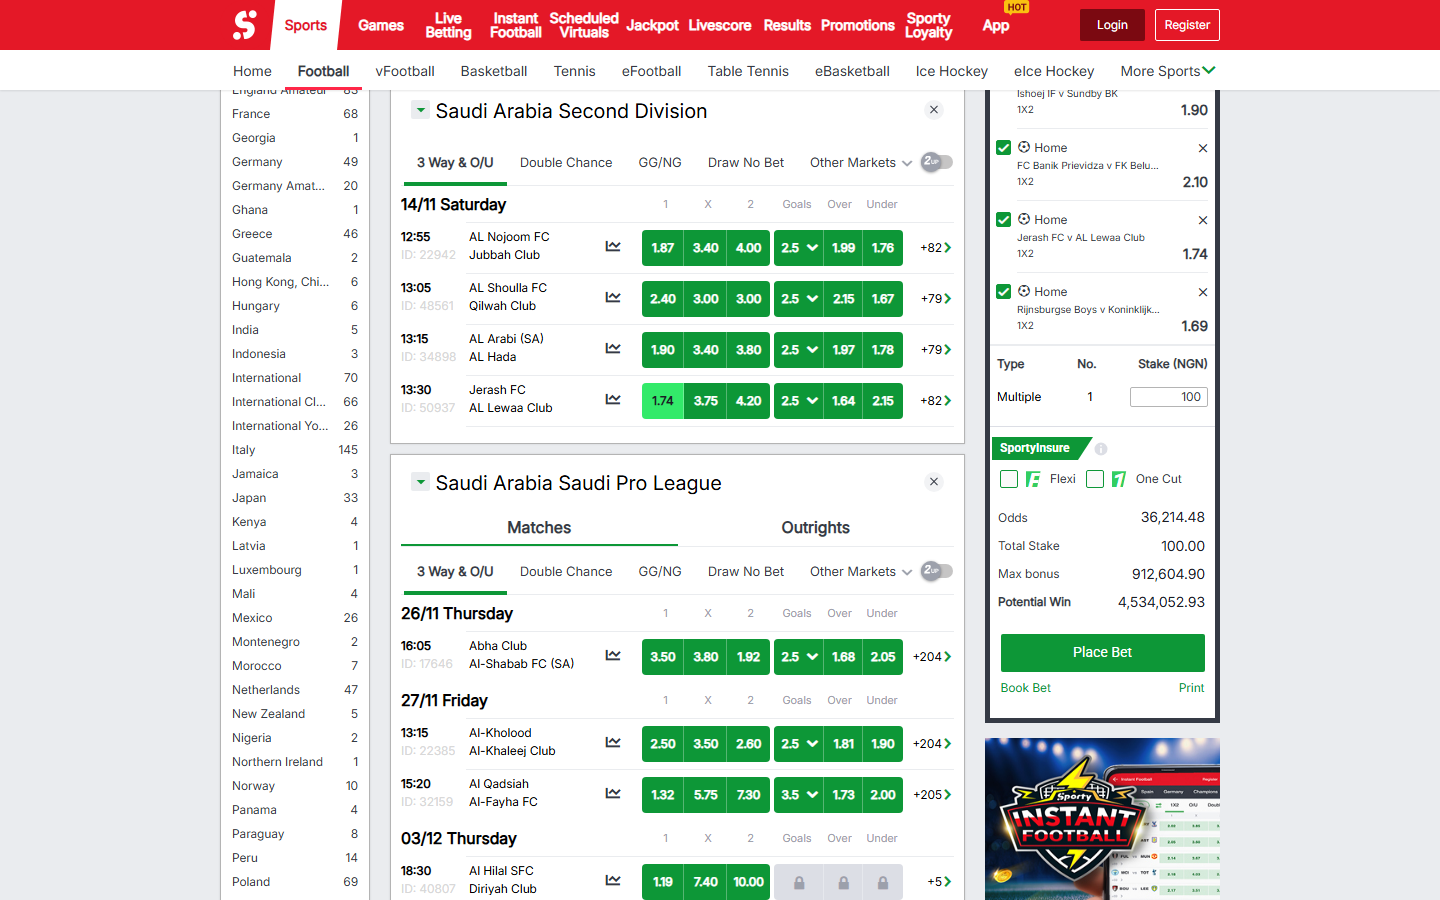 Sports
Games
Live Betting
Instant Football
Scheduled Virtuals
Jackpot
Livescore
Results
Promotions
Sporty Loyalty
App
HOT
Login
Register
Home
Football
vFootball
Basketball
Tennis
eFootball
Table Tennis
eBasketball
Ice Hockey
eIce Hockey
More Sports
England Amateur 83
France 68
Georgia 1
Germany 49
Germany Amat... 20
Ghana 1
Greece 46
Guatemala 2
Hong Kong, Chi... 6
Hungary 6
India 5
Indonesia 3
International 70
International Cl... 66
International Yo... 26
Italy 145
Jamaica 3
Japan 33
Kenya 4
Latvia 1
Luxembourg 1
Mali 4
Mexico 26
Montenegro 2
Morocco 7
Netherlands 47
New Zealand 5
Nigeria 2
Northern Ireland 1
Norway 10
Panama 4
Paraguay 8
Peru 14
Poland 69
Saudi Arabia Second Division
3 Way & O/U Double Chance GG/NG Draw No Bet Other Markets 2UP
14/11 Saturday 1 X 2 Goals Over Under
12:55 AL Nojoom FC
ID: 22942 Jubbah Club
1.87 3.40 4.00 2.5 1.99 1.76 +82
13:05 AL Shoulla FC
ID: 48561 Qilwah Club
2.40 3.00 3.00 2.5 2.15 1.67 +79
13:15 AL Arabi (SA)
ID: 34898 AL Hada
1.90 3.40 3.80 2.5 1.97 1.78 +79
13:30 Jerash FC
ID: 50937 AL Lewaa Club
1.74 3.75 4.20 2.5 1.64 2.15 +82
Saudi Arabia Saudi Pro League
Matches Outrights
3 Way & O/U Double Chance GG/NG Draw No Bet Other Markets 2UP
26/11 Thursday 1 X 2 Goals Over Under
16:05 Abha Club
ID: 17646 Al-Shabab FC (SA)
3.50 3.80 1.92 2.5 1.68 2.05 +204
27/11 Friday 1 X 2 Goals Over Under
13:15 Al-Kholood
ID: 22385 Al-Khaleej Club
2.50 3.50 2.60 2.5 1.81 1.90 +204
15:20 Al Qadsiah
ID: 32159 Al-Fayha FC
1.32 5.75 7.30 3.5 1.73 2.00 +205
03/12 Thursday 1 X 2 Goals Over Under
18:30 Al Hilal SFC
ID: 40807 Diriyah Club
1.19 7.40 10.00 +5
Ishoej IF v Sundby BK
1X2 1.90
Home
FC Banik Prievidza v FK Belu...
1X2 2.10
Home
Jerash FC v AL Lewaa Club
1X2 1.74
Home
Rijnsburgse Boys v Koninklijk...
1X2 1.69
Type No. Stake (NGN)
Multiple 1 100
SportyInsure
Flexi One Cut
Odds 36,214.48
Total Stake 100.00
Max bonus 912,604.90
Potential Win 4,534,052.93
Place Bet
Book Bet Print
Sporty
INSTANT
FOOTBALL
Instant Football Register
Spain Germany Champions
1X2 O/U